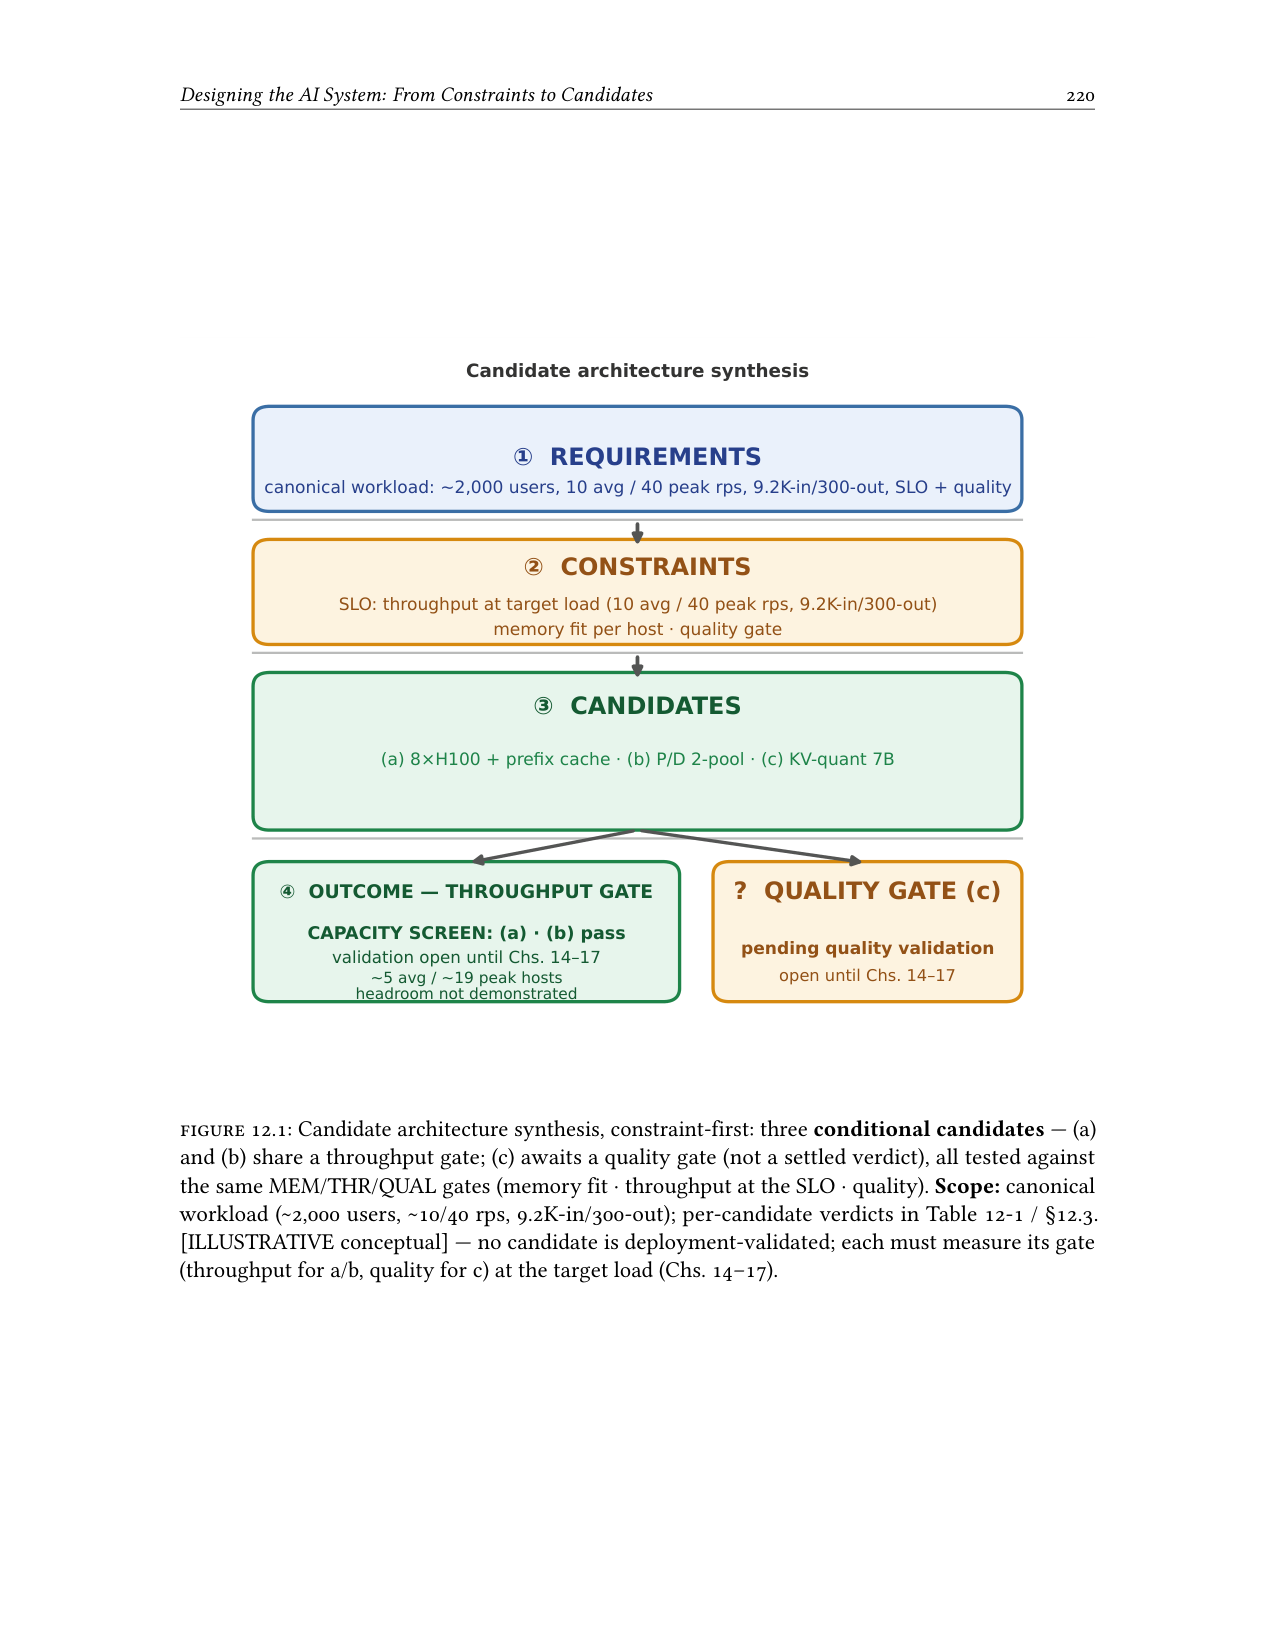 Designing the AI System: From Constraints to Candidates 220
Candidate architecture synthesis
① REQUIREMENTS
canonical workload: ~2,000 users, 10 avg / 40 peak rps, 9.2K-in/300-out, SLO + quality
② CONSTRAINTS
SLO: throughput at target load (10 avg / 40 peak rps, 9.2K-in/300-out)
memory fit per host · quality gate
③ CANDIDATES
(a) 8×H100 + prefix cache · (b) P/D 2-pool · (c) KV-quant 7B
④ OUTCOME — THROUGHPUT GATE
CAPACITY SCREEN: (a) · (b) pass
validation open until Chs. 14–17
~5 avg / ~19 peak hosts
headroom not demonstrated
? QUALITY GATE (c)
pending quality validation
open until Chs. 14–17
FIGURE 12.1: Candidate architecture synthesis, constraint-first: three conditional candidates — (a)
and (b) share a throughput gate; (c) awaits a quality gate (not a settled verdict), all tested against
the same MEM/THR/QUAL gates (memory fit · throughput at the SLO · quality). Scope: canonical
workload (~2,000 users, ~10/40 rps, 9.2K-in/300-out); per-candidate verdicts in Table 12-1 / §12.3.
[ILLUSTRATIVE conceptual] — no candidate is deployment-validated; each must measure its gate
(throughput for a/b, quality for c) at the target load (Chs. 14–17).